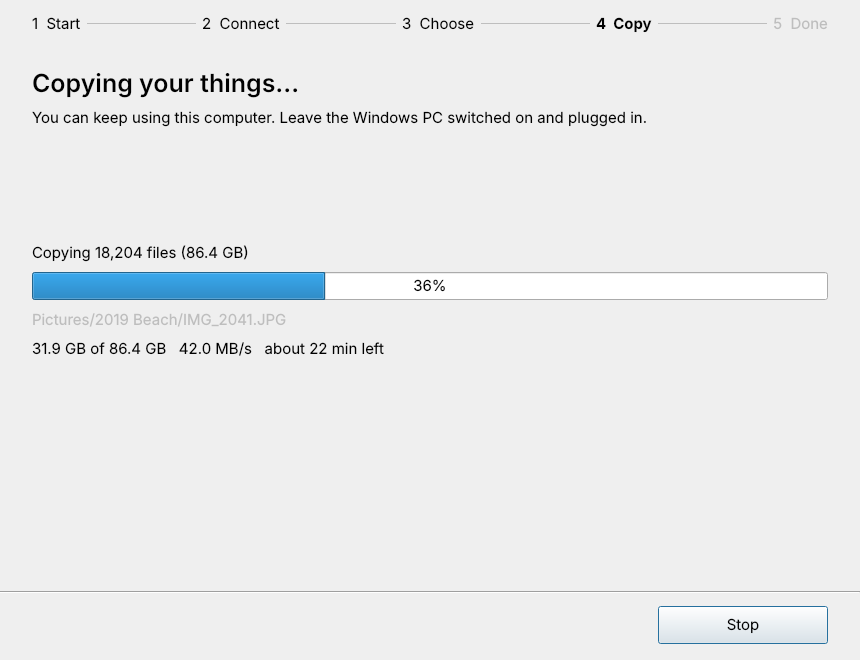 1 Start 2 Connect 3 Choose 4 Copy 5 Done
Copying your things...
You can keep using this computer. Leave the Windows PC switched on and plugged in.
Copying 18,204 files (86.4 GB)
36%
Pictures/2019 Beach/IMG_2041.JPG
31.9 GB of 86.4 GB 42.0 MB/s about 22 min left
Stop